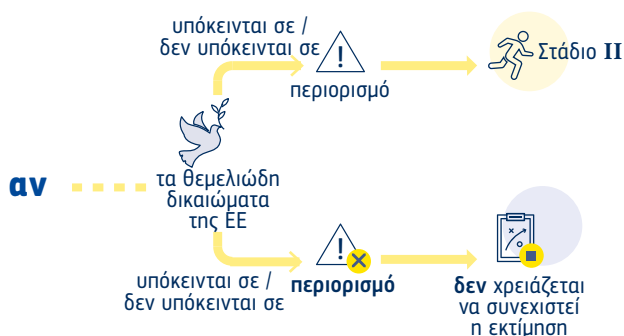 υπόκεινται σε /
δεν υπόκεινται σε
περιορισμό
Στάδιο II
αν
τα θεμελιώδη
δικαιώματα
της ΕΕ
υπόκεινται σε /
δεν υπόκεινται σε
περιορισμό
δεν χρειάζεται
να συνεχιστεί
η εκτίμηση